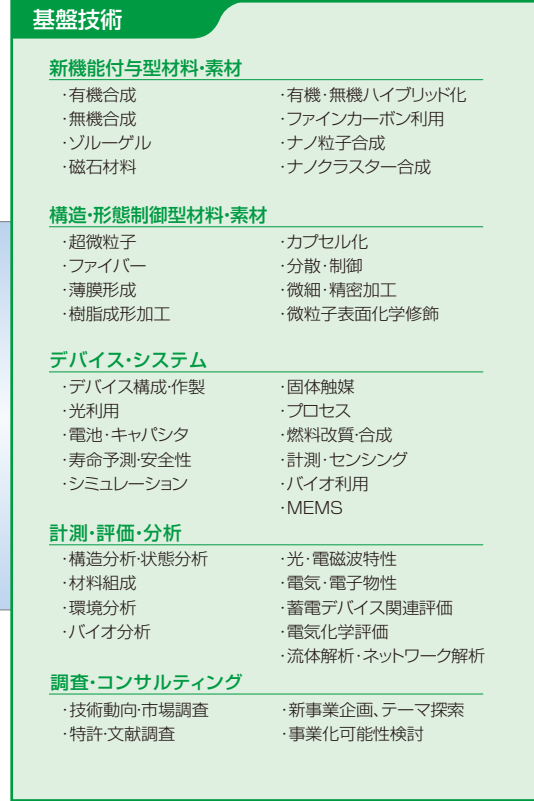 基盤技術
新機能付与型材料・素材
・有機合成
・無機合成
・ゾルーゲル
・磁石材料
・有機・無機ハイブリッド化
・ファインカーボン利用
・ナノ粒子合成
・ナノクラスター合成
構造・形態制御型材料・素材
・超微粒子
・ファイバー
・薄膜形成
・樹脂成形加工
・カプセル化
・分散・制御
・微細・精密加工
・微粒子表面化学修飾
デバイス・システム
・デバイス構成・作製
・光利用
・電池・キャパシタ
・寿命予測・安全性
・シミュレーション
・固体触媒
・プロセス
・燃料改質・合成
・計測・センシング
・バイオ利用
・MEMS
計測・評価・分析
・構造分析・状態分析
・材料組成
・環境分析
・バイオ分析
・光・電磁波特性
・電気・電子物性
・蓄電デバイス関連評価
・電気化学評価
・流体解析・ネットワーク解析
調査・コンサルティング
・技術動向・市場調査
・特許・文献調査
・新事業企画、テーマ探索
・事業化可能性検討